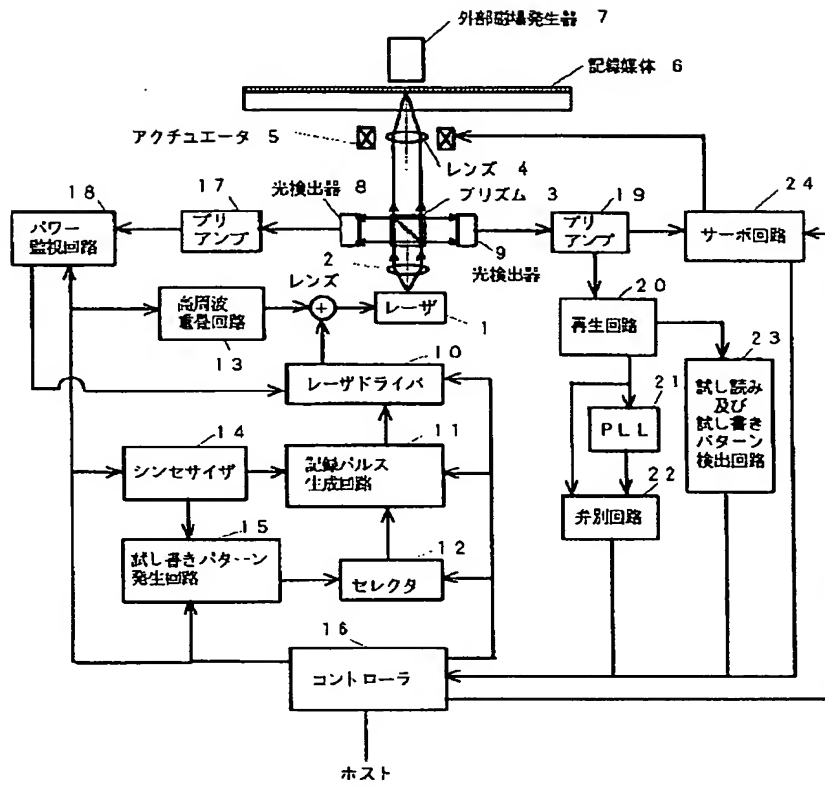 外部磁場発生器 7
記録媒体 6
アクチュエータ 5
レンズ 4
光検出器 8
プリズム 3
18
パワー
監視回路
17
プリ
アンプ
19
プリ
アンプ
24
サーボ回路
9
光検出器
2
レンズ
レーザ
1
高周波
重畳回路
13
20
再生回路
10
レーザドライバ
23
試し読み
及び
試し書き
パターン
検出回路
21
PLL
14
シンセサイザ
11
記録パルス
生成回路
22
弁別回路
15
試し書きパターン
発生回路
12
セレクタ
16
コントローラ
ホスト